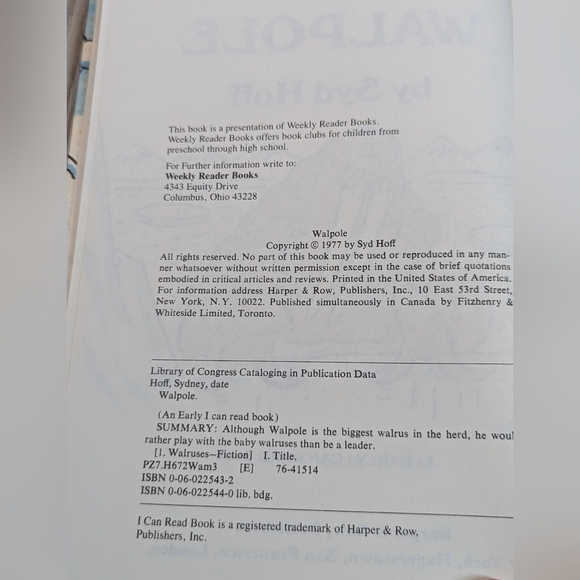 WALPOLE
by Syd Hoff
This book is a presentation of Weekly Reader Books.
Weekly Reader Books offers book clubs for children from
preschool through high school.
For Further information write to:
Weekly Reader Books
4343 Equity Drive
Columbus, Ohio 43228
Walpole
Copyright © 1977 by Syd Hoff
All rights reserved. No part of this book may be used or reproduced in any man-
ner whatsoever without written permission except in the case of brief quotations
embodied in critical articles and reviews. Printed in the United States of America.
For information address Harper & Row, Publishers, Inc., 10 East 53rd Street,
New York, N.Y. 10022. Published simultaneously in Canada by Fitzhenry &
Whiteside Limited, Toronto.
Library of Congress Cataloging in Publication Data
Hoff, Sydney, date
Walpole.
(An Early I can read book)
SUMMARY: Although Walpole is the biggest walrus in the herd, he woul
rather play with the baby walruses than be a leader.
[1. Walruses—Fiction] I. Title.
PZ7.H672Wam3 [E] 76-41514
ISBN 0-06-022543-2
ISBN 0-06-022544-0 lib. bdg.
I Can Read Book is a registered trademark of Harper & Row,
Publishers, Inc.